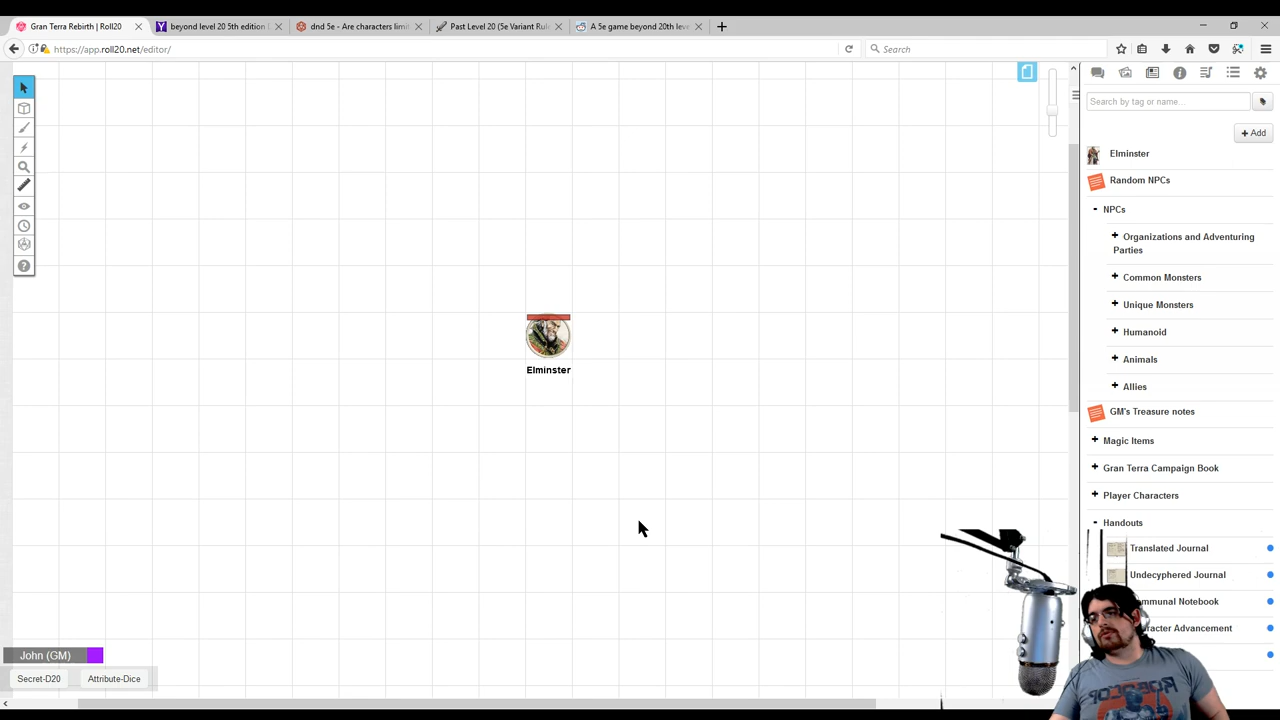 Gran Terra Rebirth | Roll20
beyond level 20 5th edition
dnd 5e - Are characters limi
Past Level 20 (5e Variant Rule
A 5e game beyond 20th leve
https://app.roll20.net/editor/
Search
Search by tag or name...
+ Add
Elminster
Random NPCs
- NPCs
+ Organizations and Adventuring
Parties
+ Common Monsters
+ Unique Monsters
+ Humanoid
+ Animals
+ Allies
GM's Treasure notes
+ Magic Items
+ Gran Terra Campaign Book
+ Player Characters
- Handouts
Translated Journal
Undecyphered Journal
mmunal Notebook
racter Advancement
Elminster
John (GM)
Secret-D20
Attribute-Dice